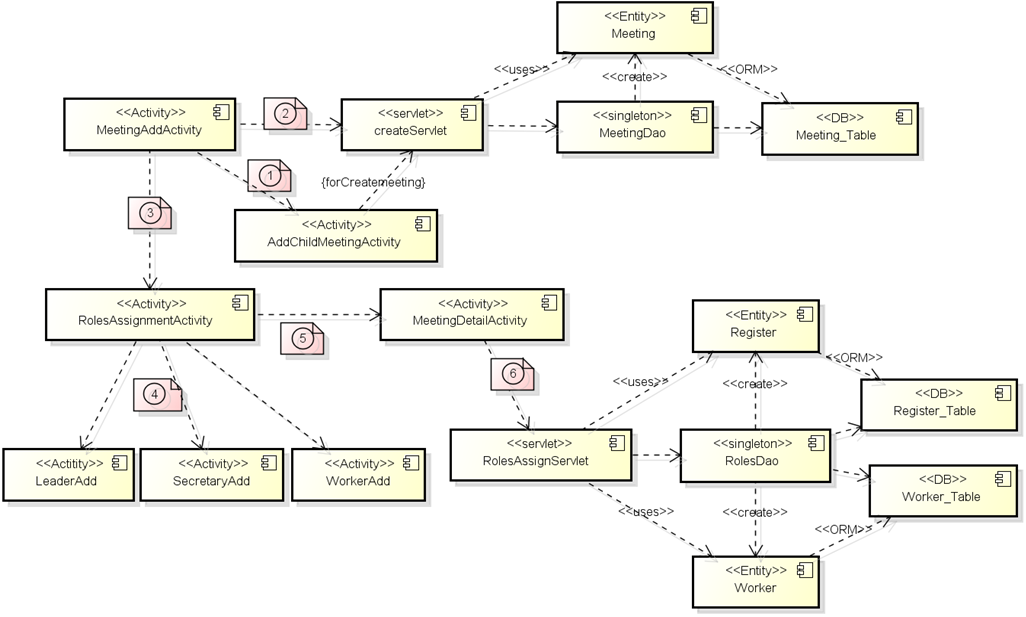 <<Entity>>
Meeting
<<uses>>
<<create>>
<<ORM>>
<<Activity>>
MeetingAddActivity
2
<<servlet>>
createServlet
<<singleton>>
MeetingDao
<<DB>>
Meeting_Table
1
{forCreatemeeting}
3
<<Activity>>
AddChildMeetingActivity
<<Activity>>
RolesAssignmentActivity
5
<<Activity>>
MeetingDetailActivity
<<Entity>>
Register
6
<<uses>>
<<create>>
<<ORM>>
4
<<DB>>
Register_Table
<<Actitity>>
LeaderAdd
<<Activity>>
SecretaryAdd
<<Activity>>
WorkerAdd
<<servlet>>
RolesAssignServlet
<<singleton>>
RolesDao
<<DB>>
Worker_Table
<<uses>>
<<create>>
<<ORM>>
<<Entity>>
Worker